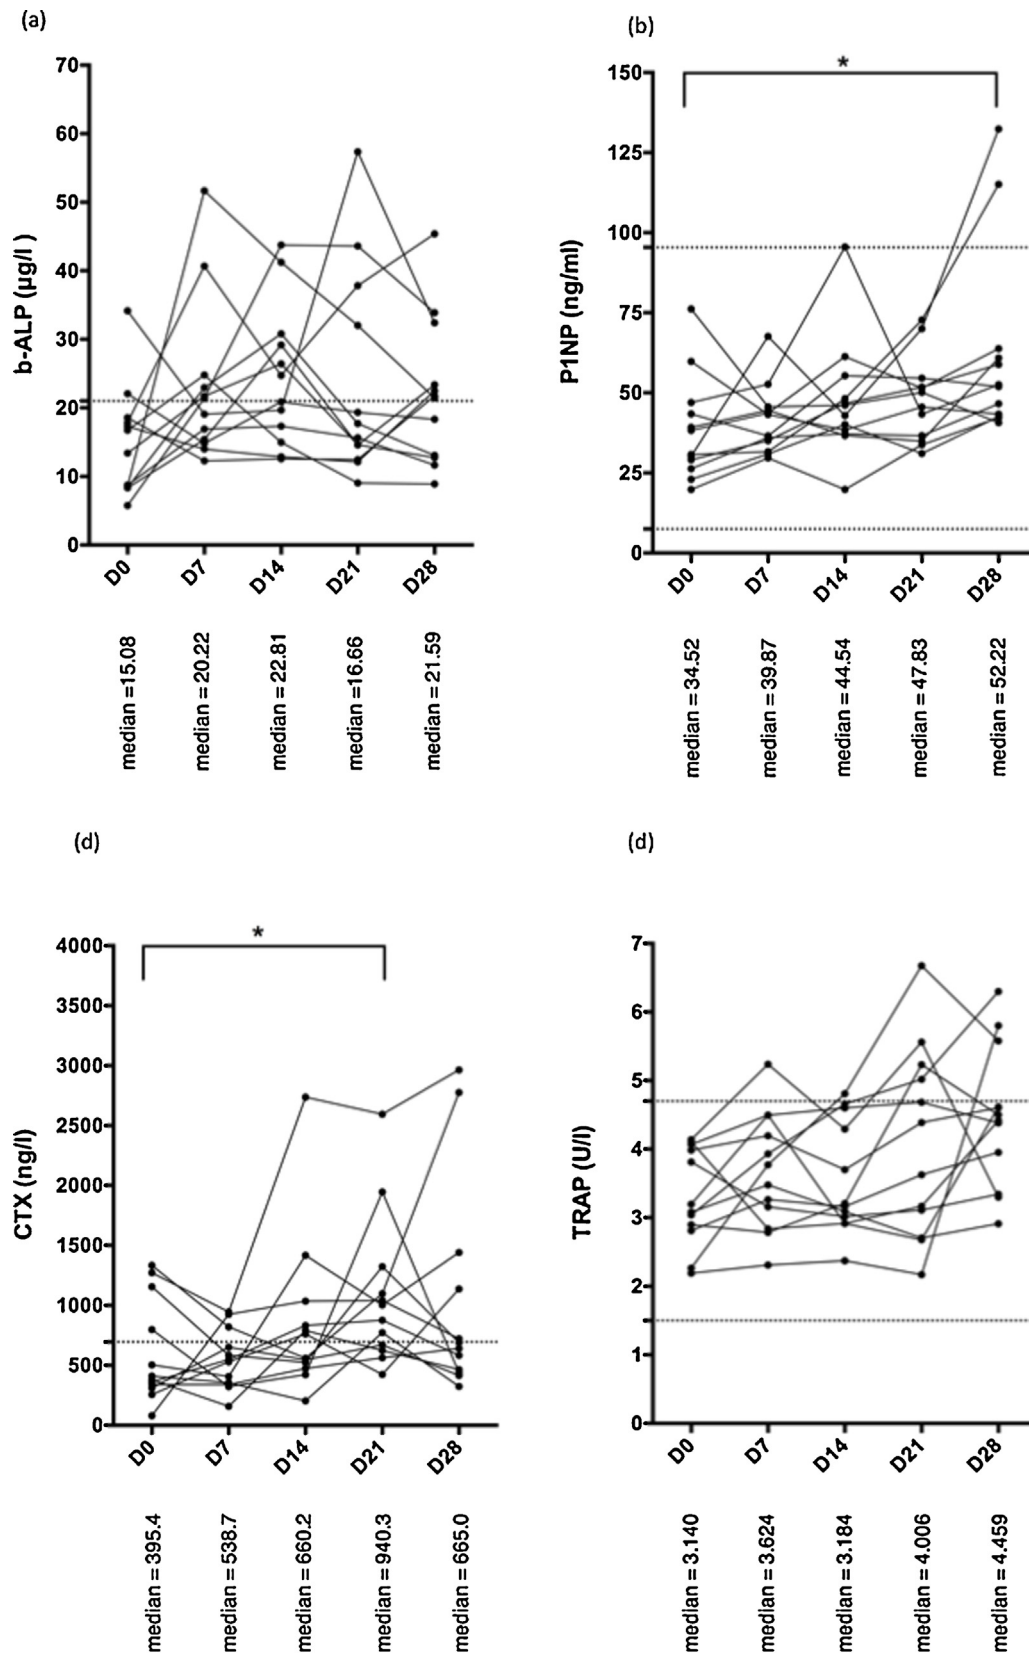 (a)
70
60
50
40
30
20
10
0
b-ALP (µg/l )
D0 D7 D14 D21 D28
median =15.08
median = 20.22
median = 22.81
median =16.66
median = 21.59
(b)
*
150
125
100
75
50
25
0
P1NP (ng/ml)
D0 D7 D14 D21 D28
median = 34.52
median = 39.87
median = 44.54
median = 47.83
median = 52.22
(d)
*
4000
3500
3000
2500
2000
1500
1000
500
0
CTX (ng/l)
D0 D7 D14 D21 D28
median = 395.4
median = 538.7
median = 660.2
median = 940.3
median = 665.0
(d)
7
6
5
4
3
2
1
0
TRAP (U/l)
D0 D7 D14 D21 D28
median = 3.140
median = 3.624
median = 3.184
median = 4.006
median = 4.459